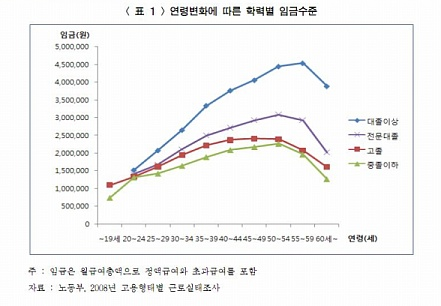 < 표 1 > 연령변화에 따른 학력별 임금수준
임금(원)
5,000,000
4,500,000
4,000,000
3,500,000
3,000,000
2,500,000
2,000,000
1,500,000
1,000,000
500,000
0
대졸이상
전문대졸
고졸
중졸이하
~19세 20~24 25~29 30~34 35~39 40~44 45~49 50~54 55~59 60세~ 연령(세)
주 : 임금은 월급여총액으로 정액급여와 초과급여를 포함
자료 : 노동부, 2008년 고용형태별 근로실태조사